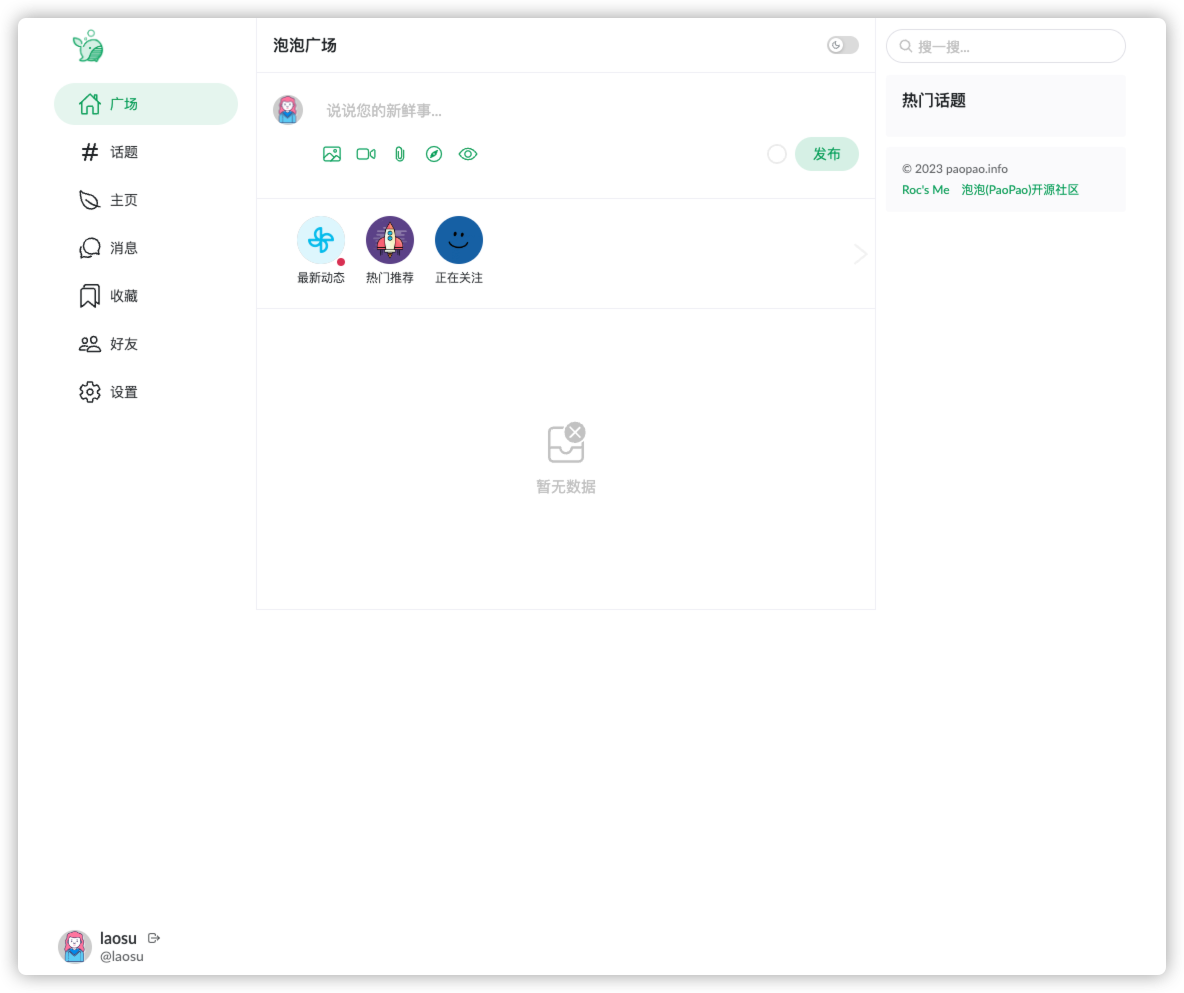 广场
话题
主页
消息
收藏
好友
设置
laosu
@laosu
泡泡广场
说说您的新鲜事...
发布
最新动态 热门推荐 正在关注
暂无数据
搜一搜...
热门话题
© 2023 paopao.info
Roc's Me 泡泡(PaoPao)开源社区